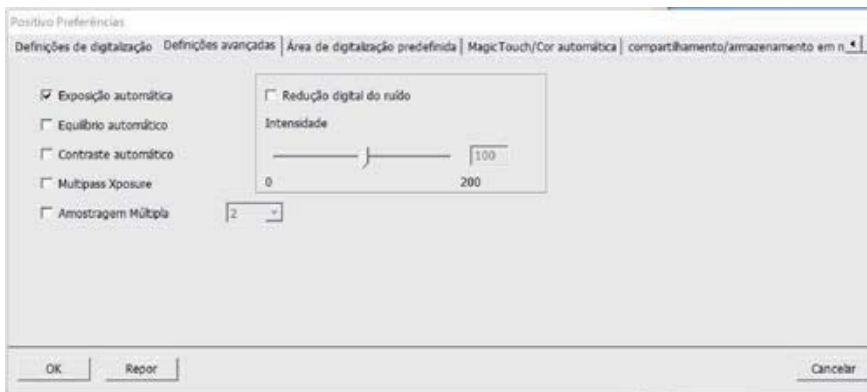 Positivo Preferências
Definições de digitalização Definições avançadas Área de digitalização predefinida MagicTouch/Cor automática compartilhamento/armazenamento em n
Exposição automática
Equilíbrio automático
Contraste automático
Multipass Xposure
Amostragem Múltipla 2
Redução digital do ruído
Intensidade
100
0 200
OK Repor Cancelar